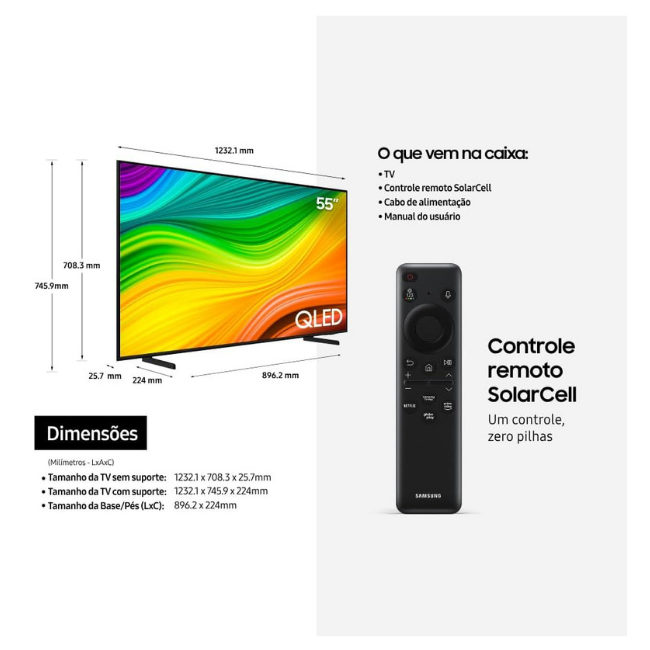 1232.1 mm
55"
708.3 mm
745.9mm
QLED
25.7 mm
224 mm
896.2 mm
Dimensões
(Milímetros - LxAxC)
• Tamanho da TV sem suporte: 1232.1 x 708.3 x 25.7mm
• Tamanho da TV com suporte: 1232.1 x 745.9 x 224mm
• Tamanho da Base/Pés (LxC): 896.2 x 224mm
O que vem na caixa:
• TV
• Controle remoto SolarCell
• Cabo de alimentação
• Manual do usuário
NETFLIX
SAMSUNG
Controle
remoto
SolarCell
Um controle,
zero pilhas